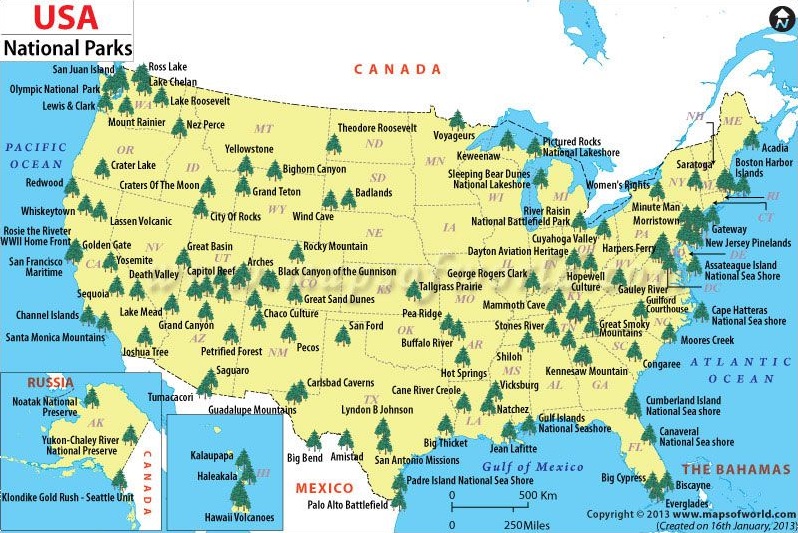 USA
National Parks
N
CANADA
PACIFIC
OCEAN
San Juan Island
Ross Lake
Olympic National Park
Lake Chelan
Lewis & Clark
WA
Lake Roosevelt
Mount Rainier
Nez Perce
MT
Theodore Roosevelt
ND
Voyageurs
Keweenaw
Pictured Rocks
National Lakeshore
NH
ME
Acadia
OR
Yellowstone
Crater Lake
ID
Bighorn Canyon
SD
MN
Sleeping Bear Dunes
National Lakeshore
Saratoga
Boston Harbor
Islands
Redwood
Craters Of The Moon
Grand Teton
Badlands
WI
MI
Women's Rights
NY
MA
RI
CT
Whiskeytown
Lassen Volcanic
City Of Rocks
WY
Wind Cave
River Raisin
National Battlefield Park
Minute Man
Morristown
Rosie the Riveter
WWII Home Front
Golden Gate
NV
Great Basin
Rocky Mountain
NE
IA
Cuyahoga Valley
PA
Gateway
New Jersey Pinelands
San Francisco
Maritime
CA
Yosemite
UT
Arches
Dayton Aviation Heritage
OH
Harpers Ferry
DE
Death Valley
Capitol Reef
Black Canyon of the Gunnison
George Rogers Clark
IL
IN
Hopewell
Culture
WV
VA
Assateague Island
National Sea Shore
Sequoia
CO
KS
Tallgrass Prairie
MO
Gauley River
DC
Great Sand Dunes
Mammoth Cave
KY
Guilford
Courthouse
Cape Hatteras
National Sea shore
Channel Islands
Lake Mead
Grand Canyon
Chaco Culture
Pea Ridge
San Ford
OK
Stones River
TN
Great Smoky
Mountains
NC
Santa Monica Mountains
AZ
Buffalo River
AR
Moores Creek
Joshua Tree
Petrified Forest
NM
Pecos
Shiloh
SC
Congaree
ATLANTIC
OCEAN
Saguaro
Hot Springs
MS
Kennesaw Mountain
RUSSIA
Carlsbad Caverns
Cane River Creole
Vicksburg
AL
GA
Noatak National
Preserve
Tumacacori
Guadalupe Mountains
TX
Lyndon B Johnson
Natchez
Cumberland Island
National Sea shore
AK
LA
Gulf Islands
National Seashore
Yukon-Chaley River
National Preserve
CANADA
Kalaupapa
Haleakala
HI
Big Bend
Amistad
Big Thicket
Jean Lafitte
FL
Canaveral
National Sea shore
San Antonio Missions
Gulf of Mexico
THE BAHAMAS
Klondike Gold Rush - Seattle Unit
MEXICO
Padre Island National Sea Shore
Big Cypress
Biscayne
Hawaii Volcanoes
Palo Alto Battlefield
0
500 Km
Everglades
0
250Miles
Copyright © 2013 www.mapsofworld.com
(Created on 16th January, 2013)